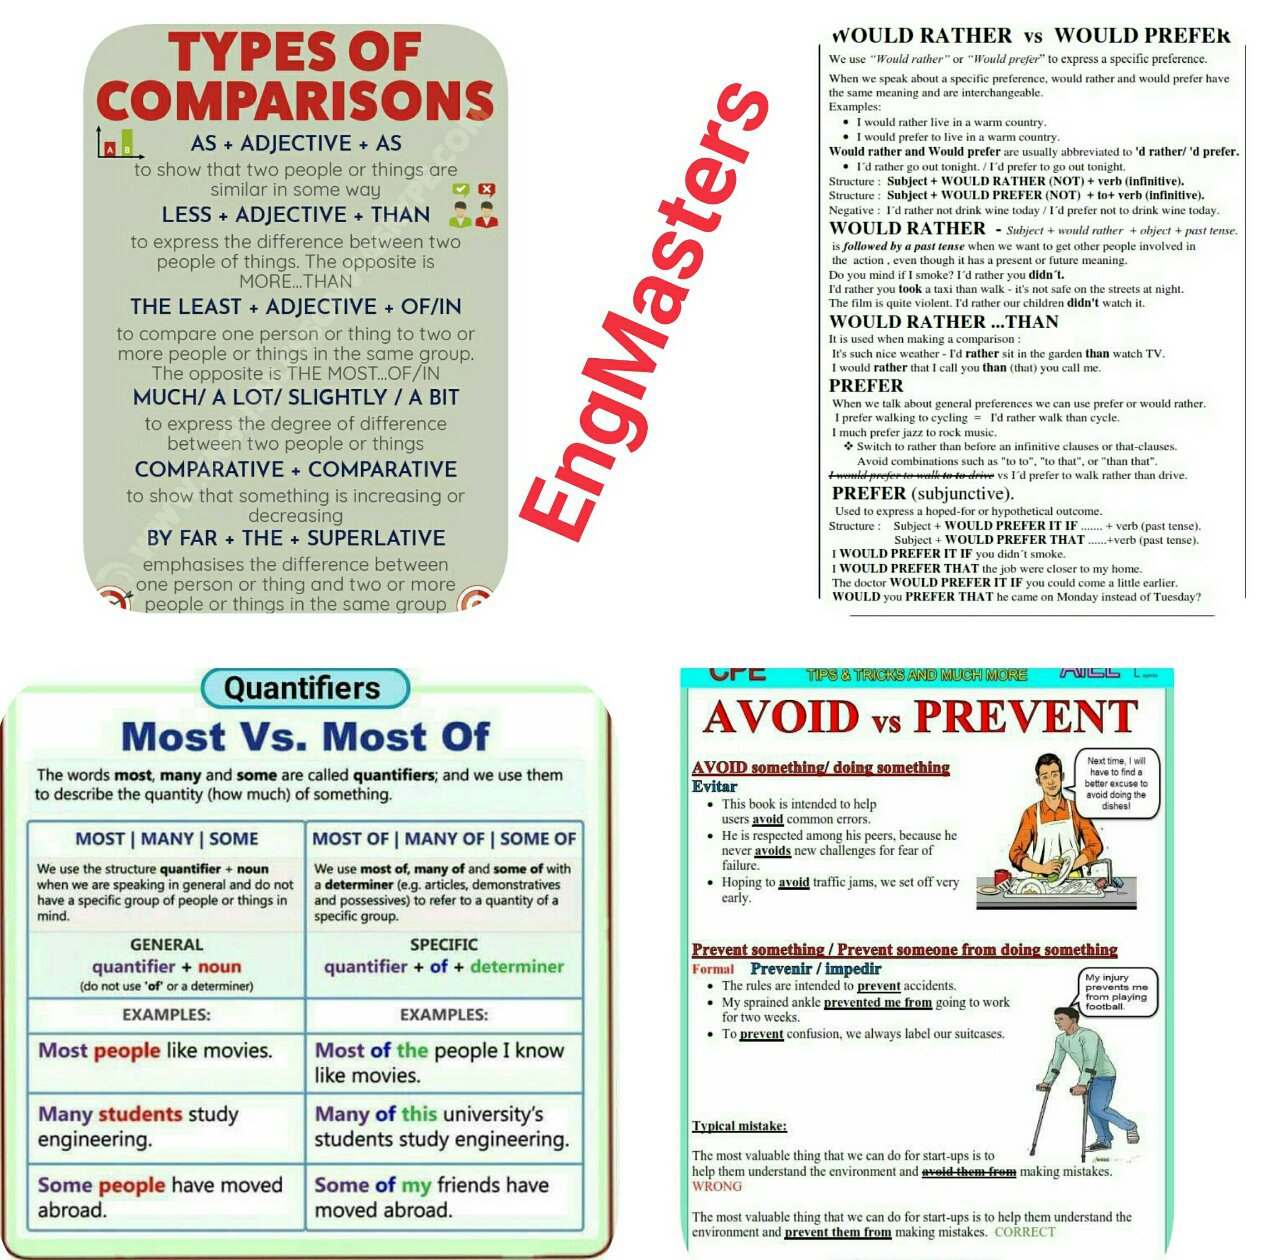 TYPES OF
COMPARISONS
A B
AS + ADJECTIVE + AS
to show that two people or things are
similar in some way
LESS + ADJECTIVE + THAN
to express the difference between two
people of things. The opposite is
MORE...THAN
THE LEAST + ADJECTIVE + OF/IN
to compare one person or thing to two or
more people or things in the same group.
The opposite is THE MOST...OF/IN
MUCH/ A LOT/ SLIGHTLY / A BIT
to express the degree of difference
between two people or things
COMPARATIVE + COMPARATIVE
to show that something is increasing or
decreasing
BY FAR + THE + SUPERLATIVE
emphasises the difference between
one person or thing and two or more
people or things in the same group
EngMasters
WOULD RATHER vs WOULD PREFER
We use “Would rather” or “Would prefer” to express a specific preference.
When we speak about a specific preference, would rather and would prefer have
the same meaning and are interchangeable.
Examples:
• I would rather live in a warm country.
• I would prefer to live in a warm country.
Would rather and Would prefer are usually abbreviated to 'd rather/ 'd prefer.
• I´d rather go out tonight. / I´d prefer to go out tonight.
Structure : Subject + WOULD RATHER (NOT) + verb (infinitive).
Structure : Subject + WOULD PREFER (NOT) + to+ verb (infinitive).
Negative : I´d rather not drink wine today / I´d prefer not to drink wine today.
WOULD RATHER - Subject + would rather + object + past tense.
is followed by a past tense when we want to get other people involved in
the action , even though it has a present or future meaning.
Do you mind if I smoke? I´d rather you didn´t.
I'd rather you took a taxi than walk - it's not safe on the streets at night.
The film is quite violent. I'd rather our children didn't watch it.
WOULD RATHER ...THAN
It is used when making a comparison :
It's such nice weather - I'd rather sit in the garden than watch TV.
I would rather that I call you than (that) you call me.
PREFER
When we talk about general preferences we can use prefer or would rather.
I prefer walking to cycling = I'd rather walk than cycle.
I much prefer jazz to rock music.
❖ Switch to rather than before an infinitive clauses or that-clauses.
Avoid combinations such as "to to", "to that", or "than that".
I would prefer to walk to to drive vs I´d prefer to walk rather than drive.
PREFER (subjunctive).
Used to express a hoped-for or hypothetical outcome.
Structure : Subject + WOULD PREFER IT IF ....... + verb (past tense).
Subject + WOULD PREFER THAT ......+verb (past tense).
I WOULD PREFER IT IF you didn´t smoke.
I WOULD PREFER THAT the job were closer to my home.
The doctor WOULD PREFER IT IF you could come a little earlier.
WOULD you PREFER THAT he came on Monday instead of Tuesday?
Quantifiers
Most Vs. Most Of
The words most, many and some are called quantifiers; and we use them
to describe the quantity (how much) of something.
MOST | MANY | SOME
We use the structure quantifier + noun
when we are speaking in general and do not
have a specific group of people or things in
mind.
GENERAL
quantifier + noun
(do not use 'of' or a determiner)
EXAMPLES:
Most people like movies.
Many students study
engineering.
Some people have moved
abroad.
MOST OF | MANY OF | SOME OF
We use most of, many of and some of with
a determiner (e.g. articles, demonstratives
and possessives) to refer to a quantity of a
specific group.
SPECIFIC
quantifier + of + determiner
EXAMPLES:
Most of the people I know
like movies.
Many of this university's
students study engineering.
Some of my friends have
moved abroad.
CPE TIPS & TRICKS AND MUCH MORE
AVOID vs PREVENT
AVOID something/ doing something
Evitar
• This book is intended to help
users avoid common errors.
• He is respected among his peers, because he
never avoids new challenges for fear of
failure.
• Hoping to avoid traffic jams, we set off very
early.
Next time, I will
have to find a
better excuse to
avoid doing the
dishes!
Prevent something / Prevent someone from doing something
Formal Prevenir / impedir
• The rules are intended to prevent accidents.
• My sprained ankle prevented me from going to work
for two weeks.
• To prevent confusion, we always label our suitcases.
My injury
prevents me
from playing
football.
Typical mistake:
The most valuable thing that we can do for start-ups is to
help them understand the environment and avoid them from making mistakes.
WRONG
The most valuable thing that we can do for start-ups is to help them understand the
environment and prevent them from making mistakes. CORRECT